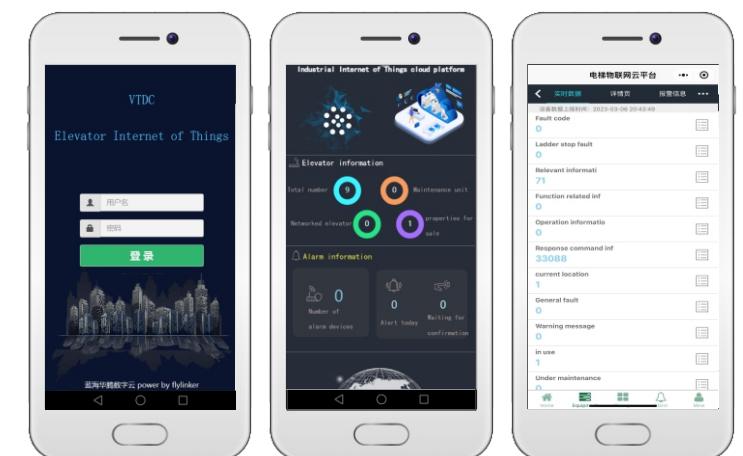 VTDC
Elevator Internet of Things
用户名
密码
登录
蓝海华腾数字云 power by flylinker
Industrial Internet of Things cloud platform
Elevator information
Total number
9
0
Maintenance unit
Networked elevator
0
1
properties for
sale
Alarm information
0
Number of
alarm devices
0
Alert today
0
Waiting for
confirmation
电梯物联网云平台
实时数据
详情页
报警信息
设备数据上报时间: 2023-03-06 20:43:49
Fault code
0
Ladder stop fault
0
Relevant informati
71
Function related inf
0
Operation informatio
0
Response command inf
33088
current location
1
General fault
0
Warning message
0
in use
1
Under maintenance
0
Home
Mine